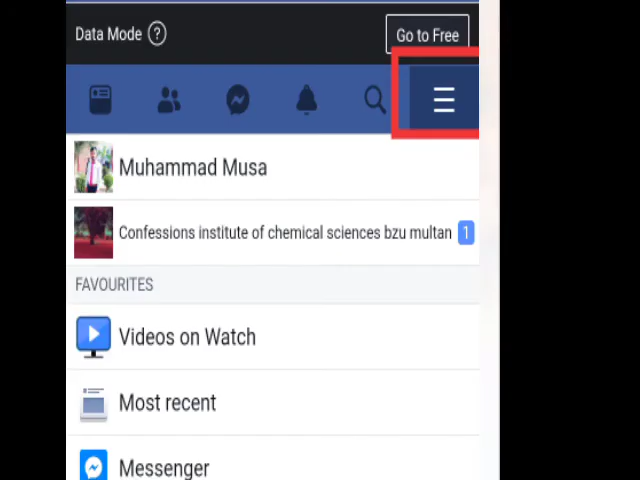 Data Mode ?
Go to Free
Muhammad Musa
Confessions institute of chemical sciences bzu multan 1
FAVOURITES
Videos on Watch
Most recent
Messenger